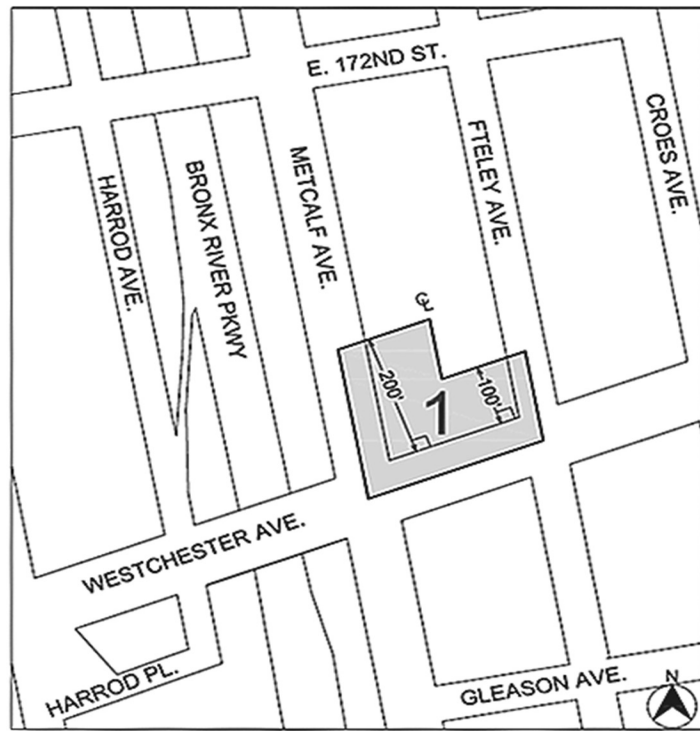 E. 172ND ST.
CROES AVE.
FTELEY AVE.
METCALF AVE.
BRONX RIVER PKWY
HARROD AVE.
200'
100'
1
WESTCHESTER AVE.
HARROD PL.
GLEASON AVE.
N